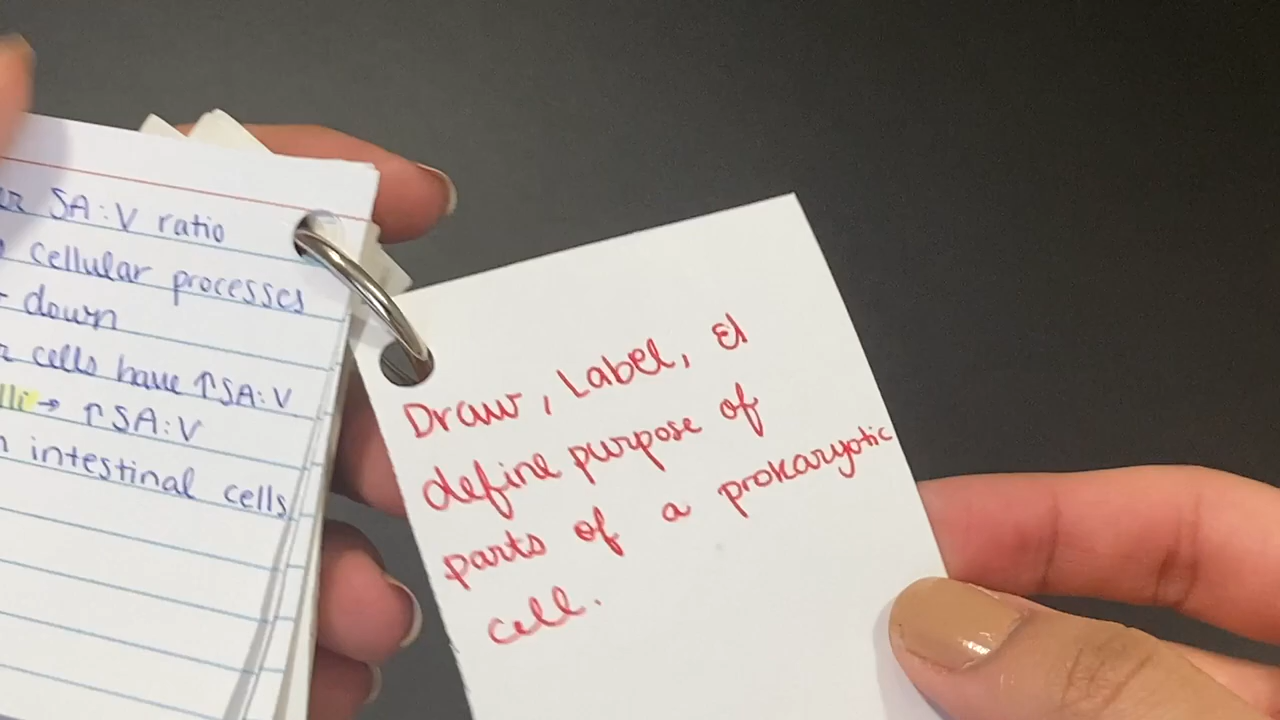 SA:V ratio
cellular processes
down
cells have ↑SA:V
→ ↑SA:V
intestinal cells
Draw, Label, &
define purpose of
parts of a prokaryotic
cell.